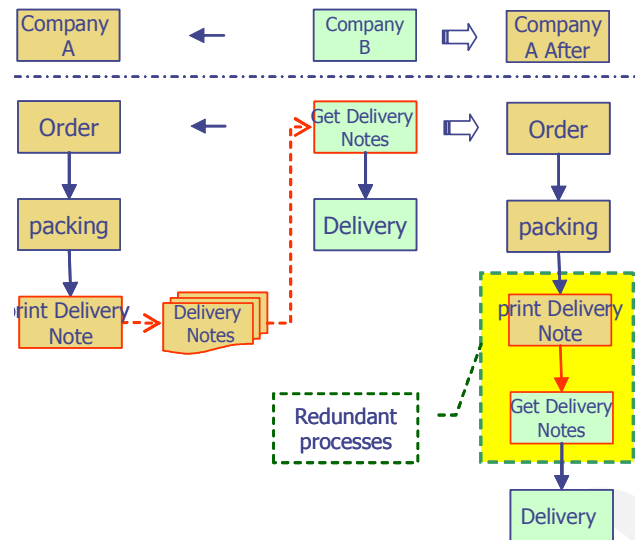 Company
A
Company
B
Company
A After
Order
Get Delivery
Notes
Order
packing
Delivery
packing
print Delivery
Note
Delivery
Notes
print Delivery
Note
Redundant
processes
Get Delivery
Notes
Delivery